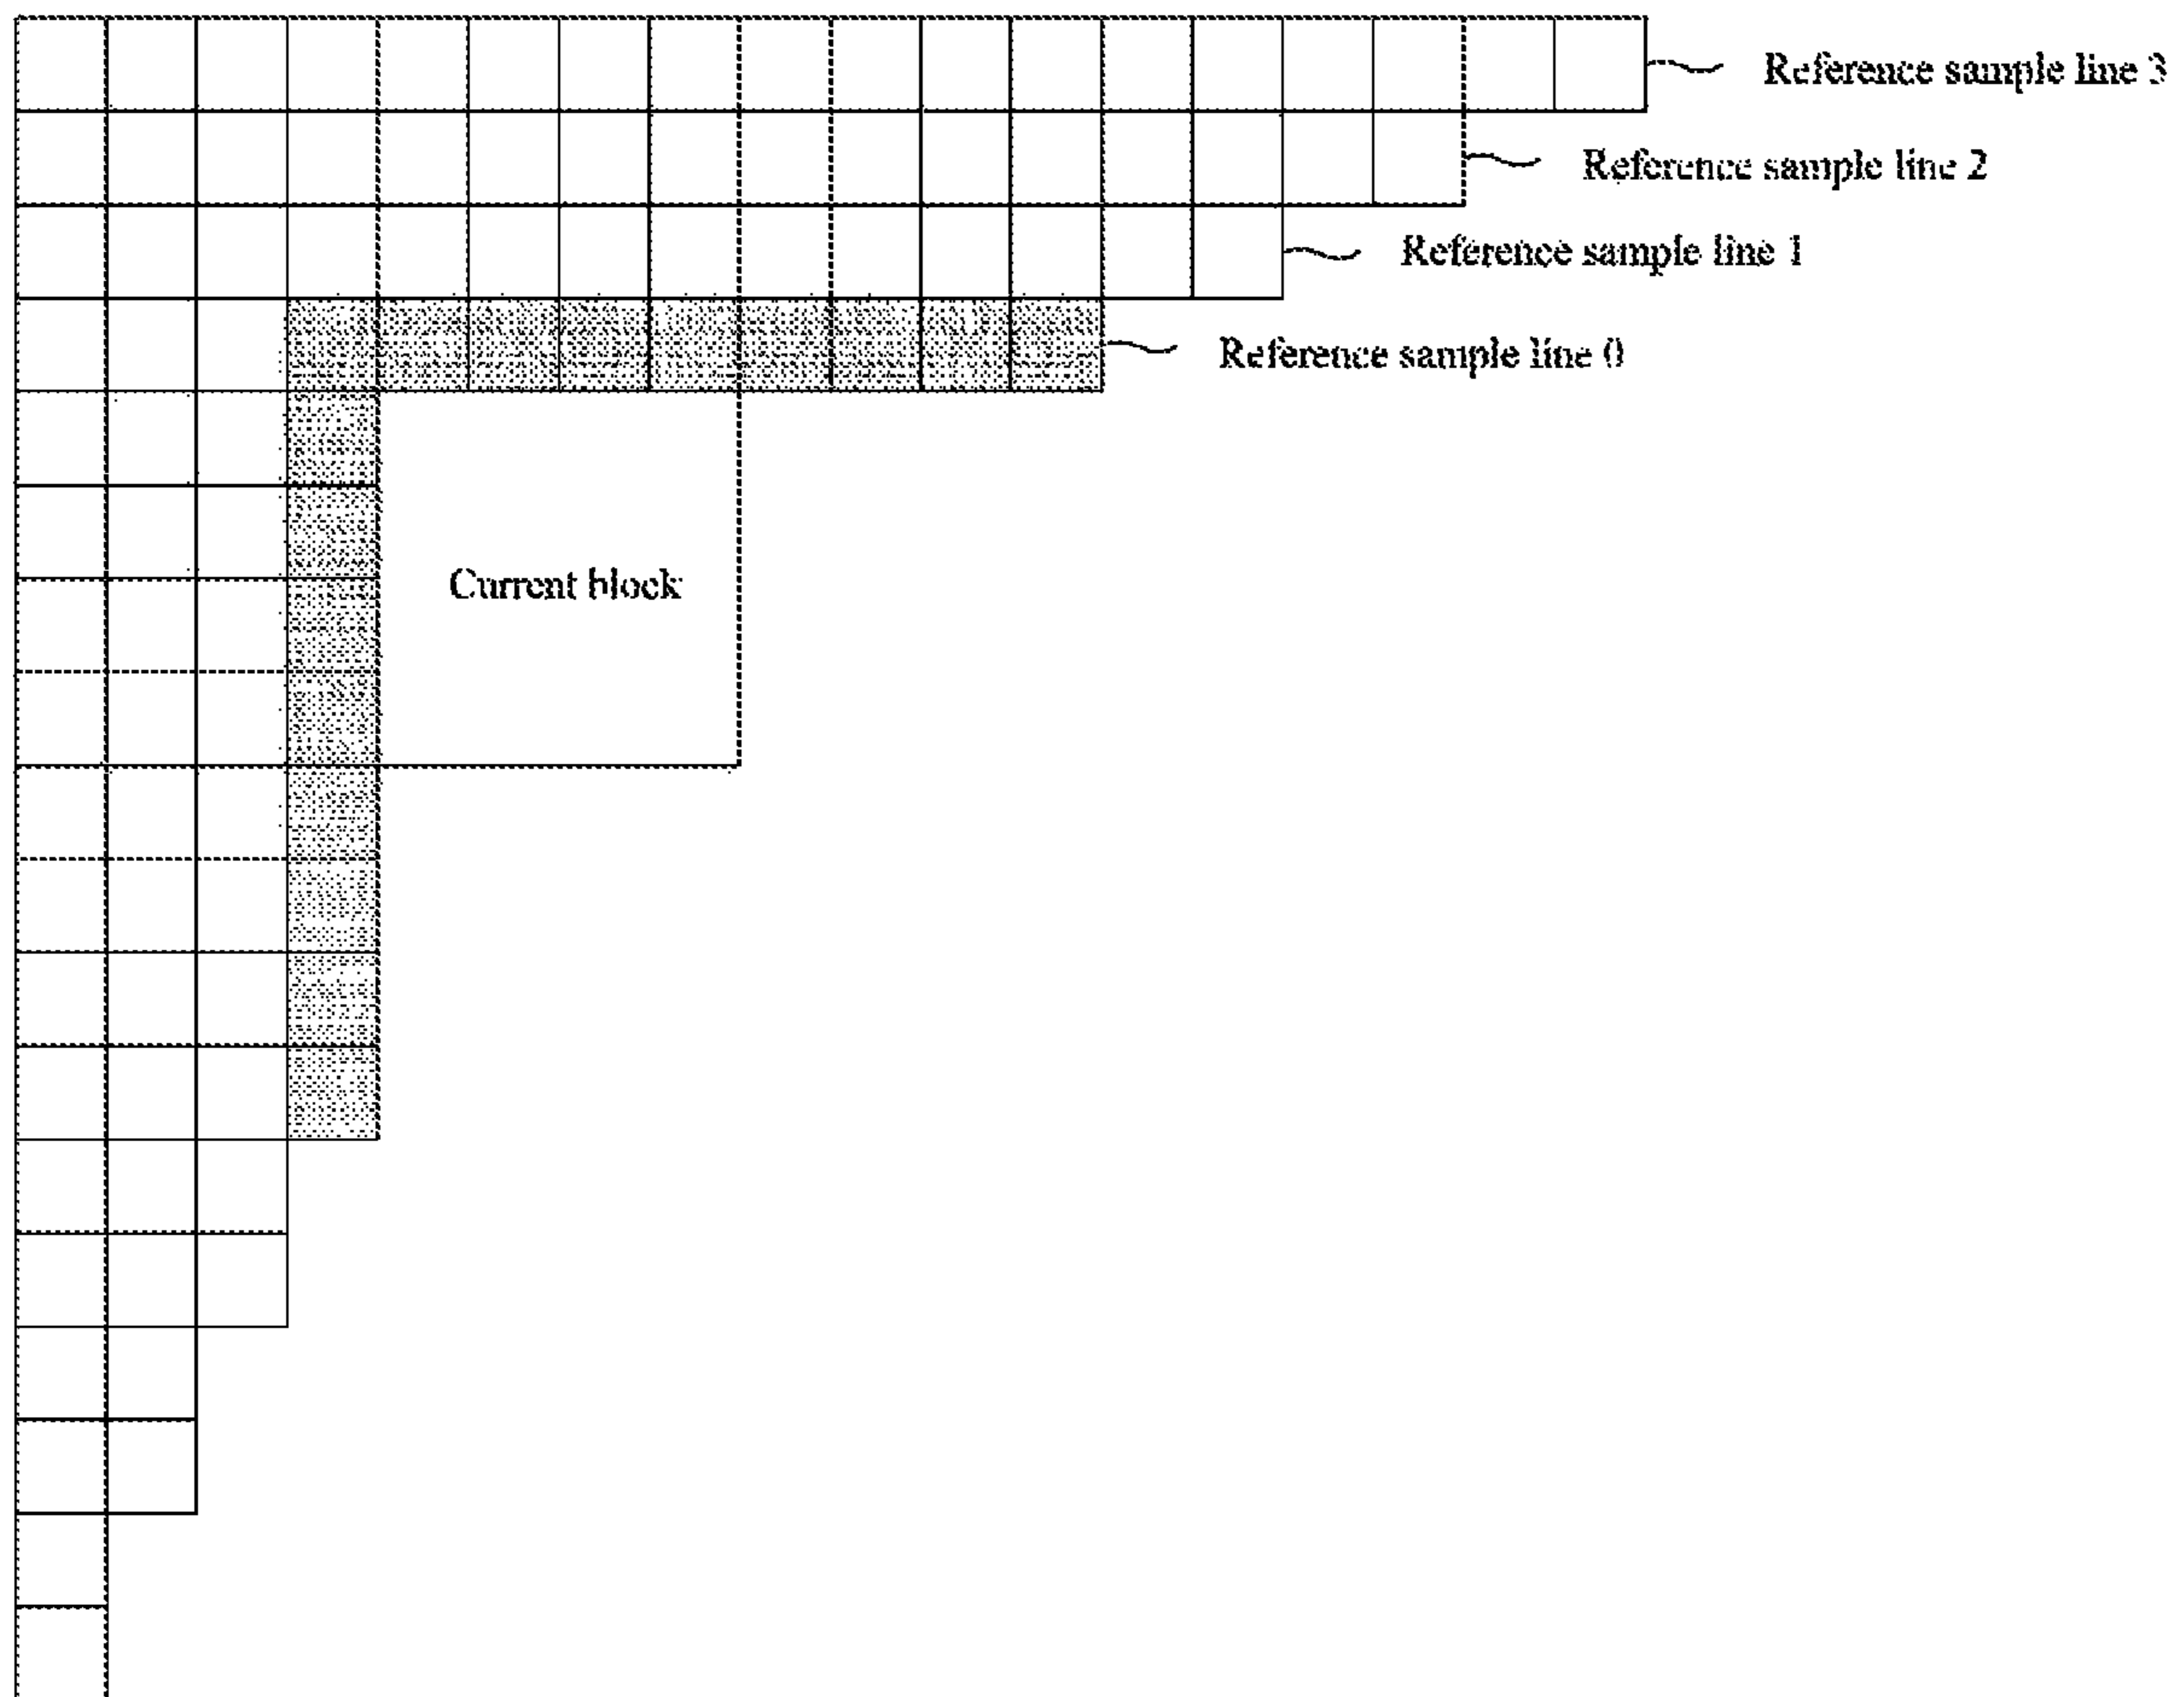 Reference sample line 3
Reference sample line 2
Reference sample line 1
Reference sample line 0
Current block